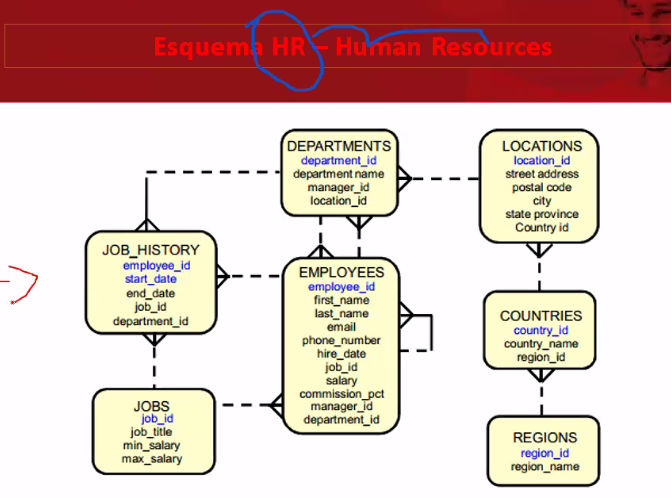 Esquema HR – Human Resources
DEPARTMENTS
department_id
department name
manager_id
location_id
LOCATIONS
location_id
street address
postal code
city
state province
Country id
JOB_HISTORY
employee_id
start_date
end_date
job_id
department_id
EMPLOYEES
employee_id
first_name
last_name
email
phone_number
hire_date
job_id
salary
commission_pct
manager_id
department_id
COUNTRIES
country_id
country_name
region_id
JOBS
job_id
job_title
min_salary
max_salary
REGIONS
region_id
region_name